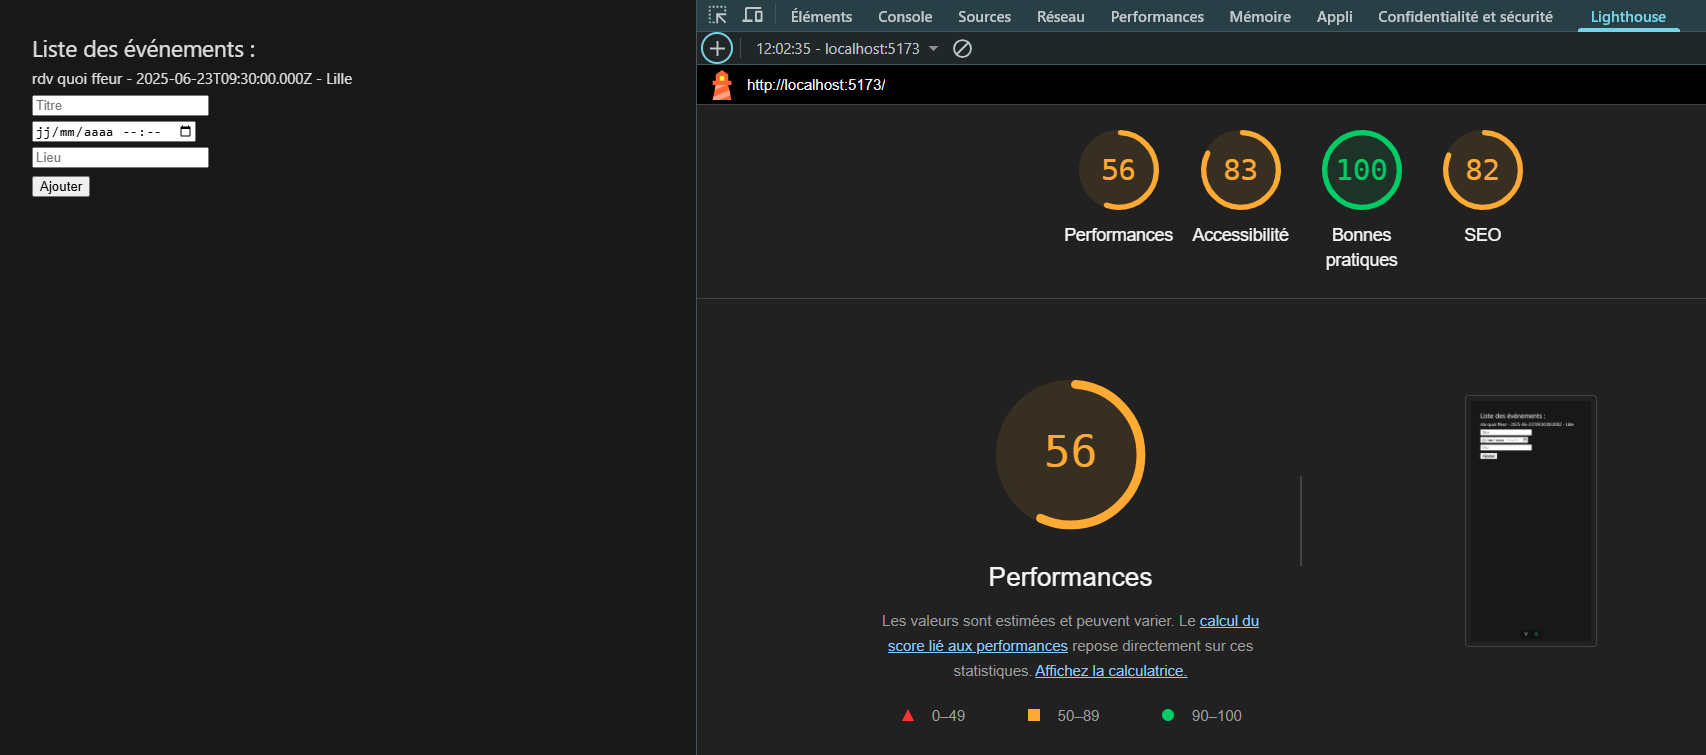 Liste des événements :
rdv quoi ffeur - 2025-06-23T09:30:00.000Z - Lille
Titre
jj/mm/aaaa --:--
Lieu
Ajouter
Éléments Console Sources Réseau Performances Mémoire Appli Confidentialité et sécurité Lighthouse
12:02:35 - localhost:5173
http://localhost:5173/
56 83 100 82
Performances Accessibilité Bonnes pratiques SEO
56
Performances
Les valeurs sont estimées et peuvent varier. Le calcul du
score lié aux performances repose directement sur ces
statistiques. Affichez la calculatrice.
0–49 50–89 90–100
Liste des événements :
rdv quoi ffeur - 2025-06-23T09:30:00.000Z - Lille
Ajouter